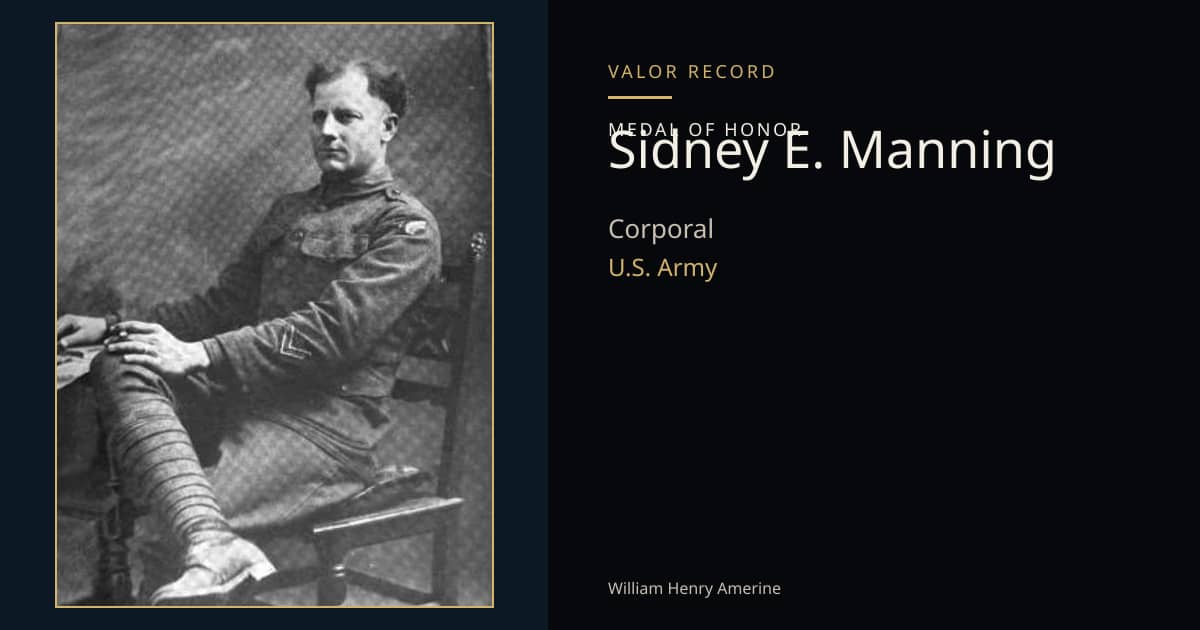 VALOR RECORD
MEDAL OF HONOR
Sidney E. Manning
Corporal
U.S. Army
William Henry Amerine